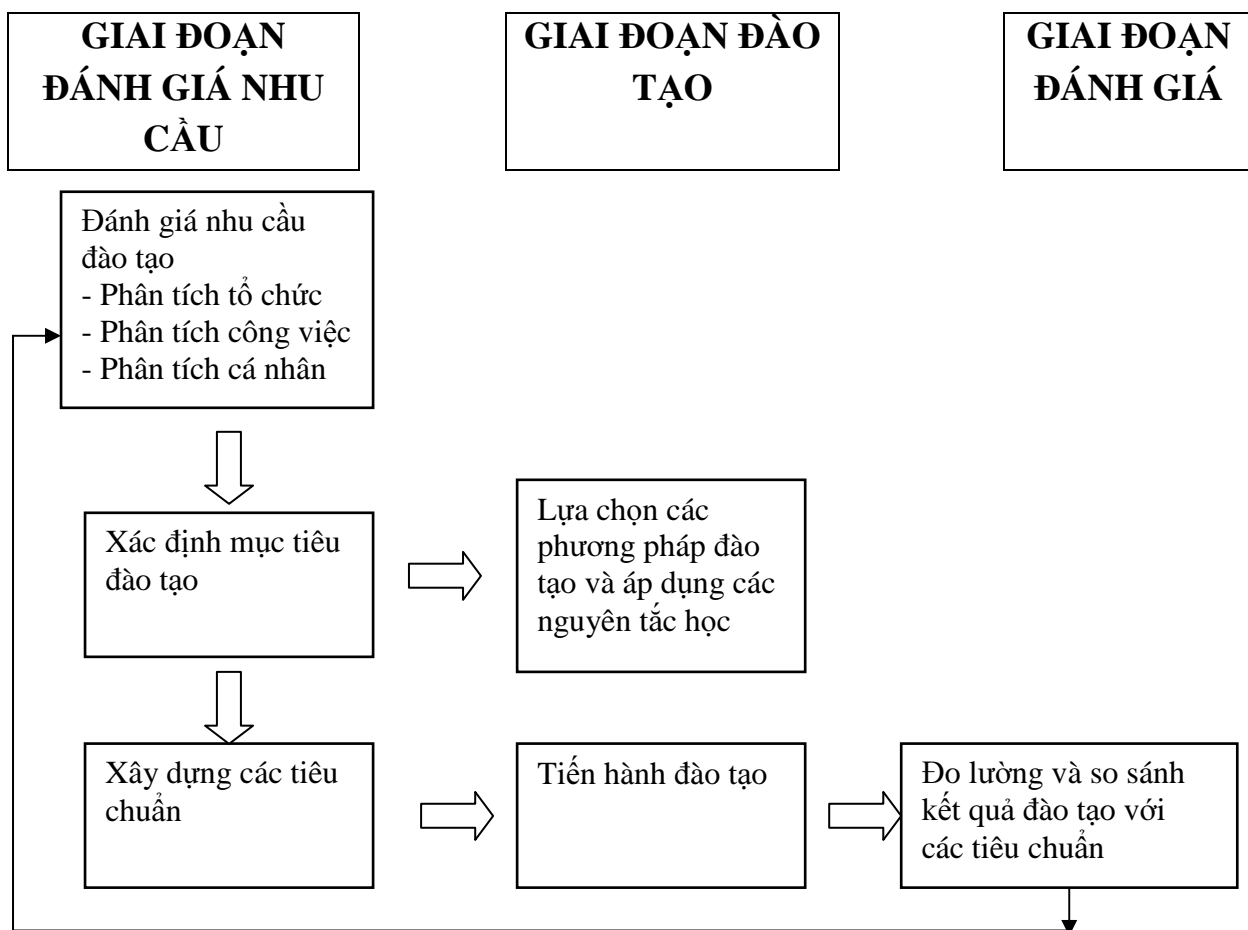 GIAI ĐOẠN
ĐÁNH GIÁ NHU
CẦU
GIAI ĐOẠN ĐÀO
TẠO
GIAI ĐOẠN
ĐÁNH GIÁ
Đánh giá nhu cầu
đào tạo
- Phân tích tổ chức
- Phân tích công việc
- Phân tích cá nhân
Xác định mục tiêu
đào tạo
Lựa chọn các
phương pháp đào
tạo và áp dụng các
nguyên tắc học
Xây dựng các tiêu
chuẩn
Tiến hành đào tạo
Đo lường và so sánh
kết quả đào tạo với
các tiêu chuẩn